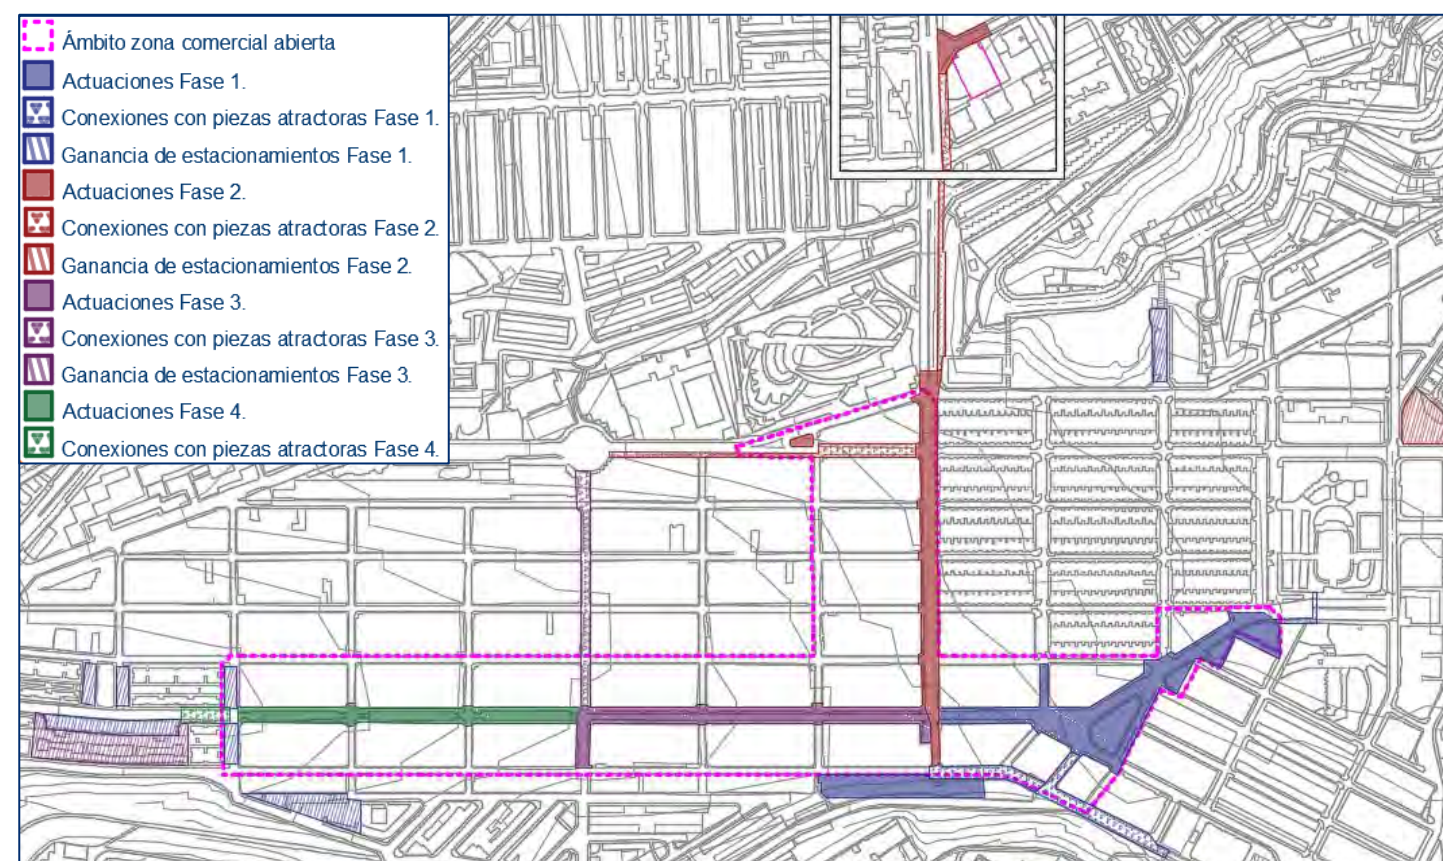 Ámbito zona comercial abierta
Actuaciones Fase 1.
Conexiones con piezas atractoras Fase 1.
Ganancia de estacionamientos Fase 1.
Actuaciones Fase 2.
Conexiones con piezas atractoras Fase 2.
Ganancia de estacionamientos Fase 2.
Actuaciones Fase 3.
Conexiones con piezas atractoras Fase 3.
Ganancia de estacionamientos Fase 3.
Actuaciones Fase 4.
Conexiones con piezas atractoras Fase 4.